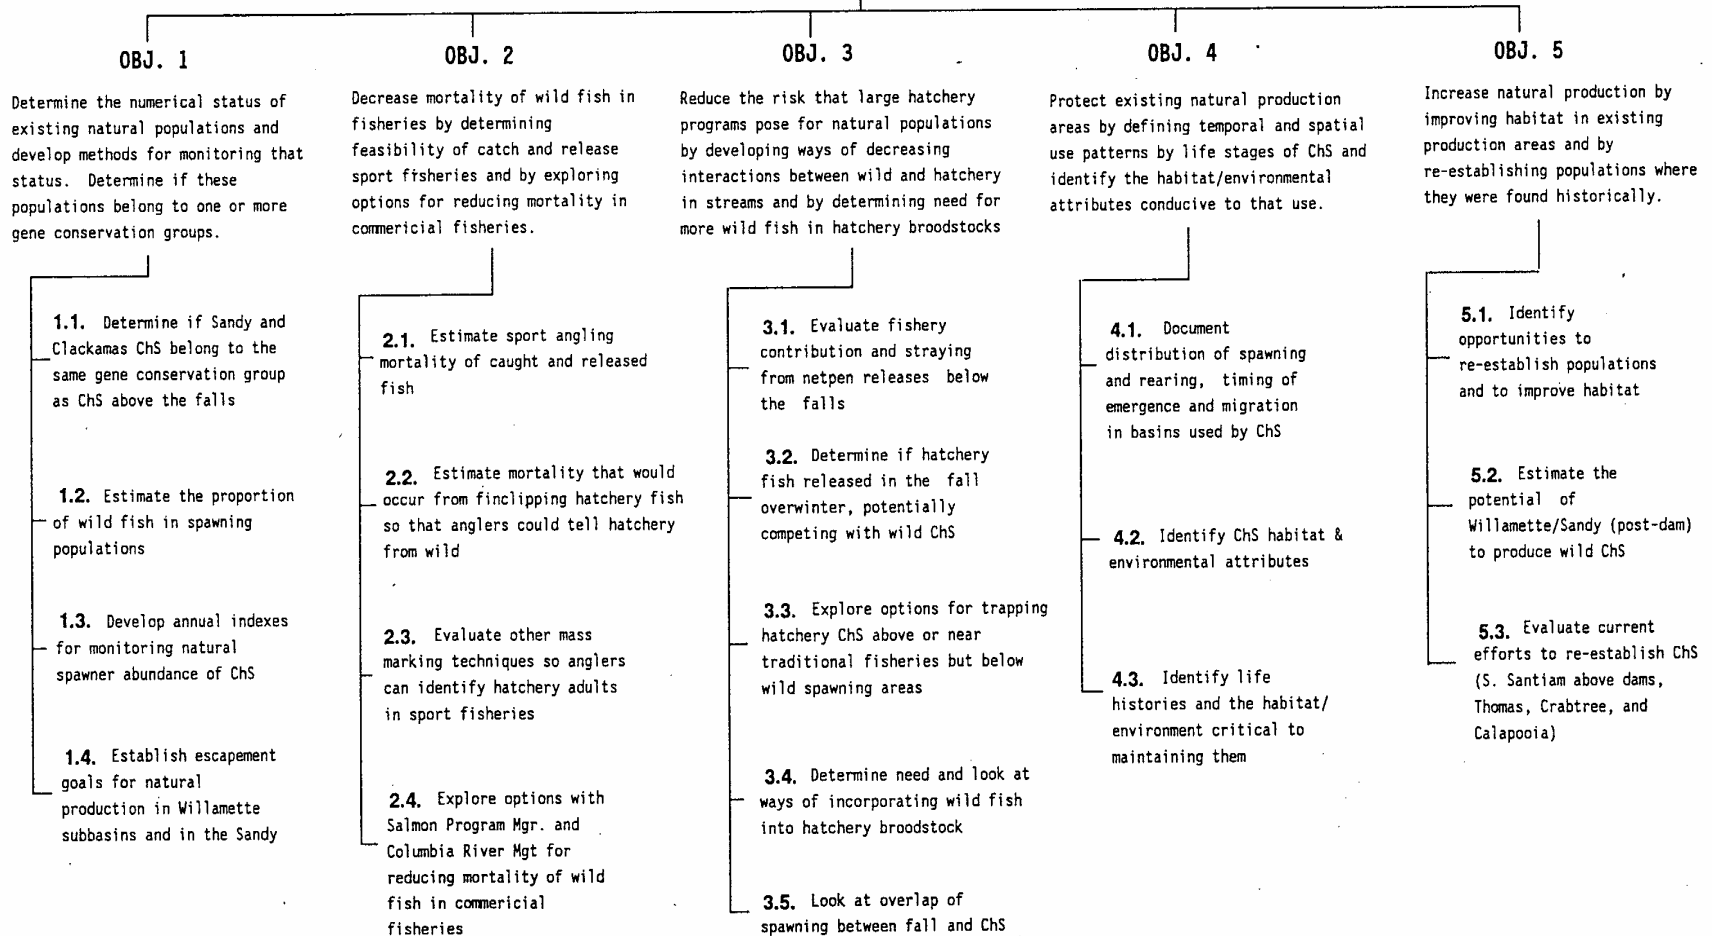 OBJ. 1
Determine the numerical status of
existing natural populations and
develop methods for monitoring that
status. Determine if these
populations belong to one or more
gene conservation groups.
1.1. Determine if Sandy and
Clackamas ChS belong to the
same gene conservation group
as ChS above the falls
1.2. Estimate the proportion
of wild fish in spawning
populations
1.3. Develop annual indexes
for monitoring natural
spawner abundance of ChS
1.4. Establish escapement
goals for natural
production in Willamette
subbasins and in the Sandy
OBJ. 2
Decrease mortality of wild fish in
fisheries by determining
feasibility of catch and release
sport fisheries and by exploring
options for reducing mortality in
commericial fisheries.
2.1. Estimate sport angling
mortality of caught and released
fish
2.2. Estimate mortality that would
occur from finclipping hatchery fish
so that anglers could tell hatchery
from wild
2.3. Evaluate other mass
marking techniques so anglers
can identify hatchery adults
in sport fisheries
2.4. Explore options with
Salmon Program Mgr. and
Columbia River Mgt for
reducing mortality of wild
fish in commericial
fisheries
OBJ. 3
Reduce the risk that large hatchery
programs pose for natural populations
by developing ways of decreasing
interactions between wild and hatchery
in streams and by determining need for
more wild fish in hatchery broodstocks
3.1. Evaluate fishery
contribution and straying
from netpen releases below
the falls
3.2. Determine if hatchery
fish released in the fall
overwinter, potentially
competing with wild ChS
3.3. Explore options for trapping
hatchery ChS above or near
traditional fisheries but below
wild spawning areas
3.4. Determine need and look at
ways of incorporating wild fish
into hatchery broodstock
3.5. Look at overlap of
spawning between fall and ChS
OBJ. 4
Protect existing natural production
areas by defining temporal and spatial
use patterns by life stages of ChS and
identify the habitat/environmental
attributes conducive to that use.
4.1. Document
distribution of spawning
and rearing, timing of
emergence and migration
in basins used by ChS
4.2. Identify ChS habitat &
environmental attributes
4.3. Identify life
histories and the habitat/
environment critical to
maintaining them
OBJ. 5
Increase natural production by
improving habitat in existing
production areas and by
re-establishing populations where
they were found historically.
5.1. Identify
opportunities to
re-establish populations
and to improve habitat
5.2. Estimate the
potential of
Willamette/Sandy (post-dam)
to produce wild ChS
5.3. Evaluate current
efforts to re-establish ChS
(S. Santiam above dams,
Thomas, Crabtree, and
Calapooia)